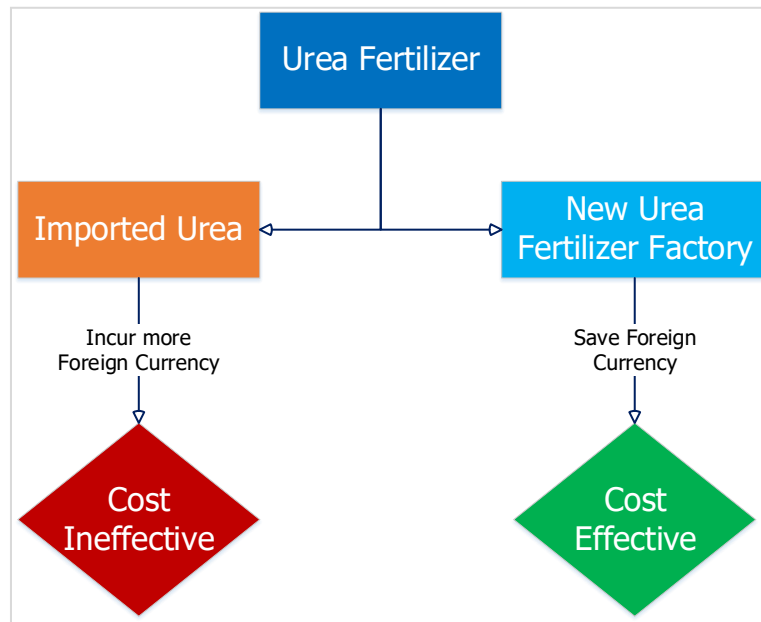 Urea Fertilizer
Imported Urea
New Urea
Fertilizer Factory
Incur more
Foreign Currency
Save Foreign
Currency
Cost
Ineffective
Cost
Effective